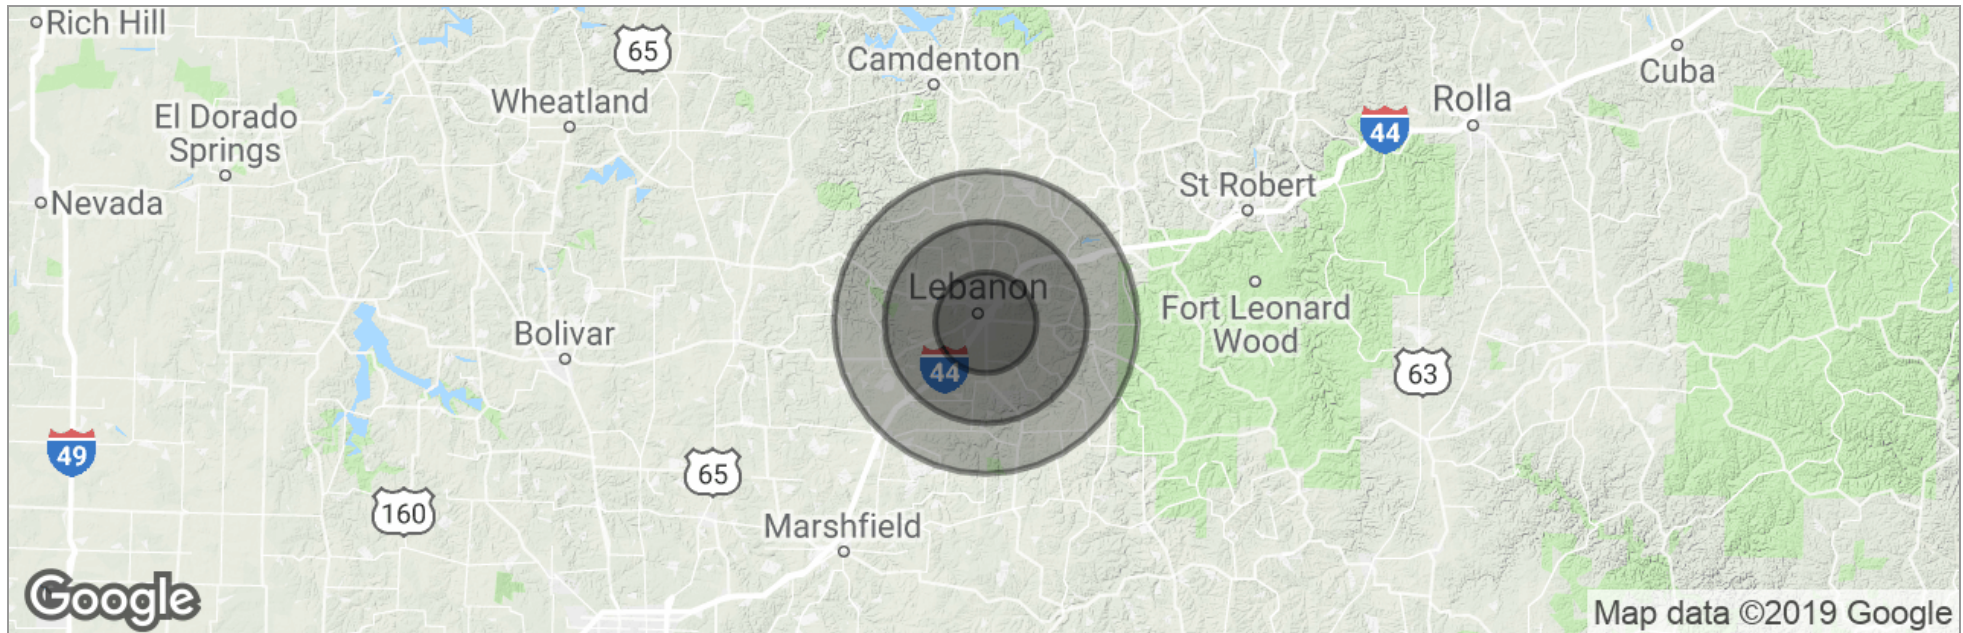 Rich Hill
65
Camdenton
Cuba
Wheatland
Rolla
El Dorado
Springs
44
Nevada
St Robert
Lebanon
Fort Leonard
Wood
Bolivar
44
63
49
65
160
Marshfield
Google
Map data ©2019 Google